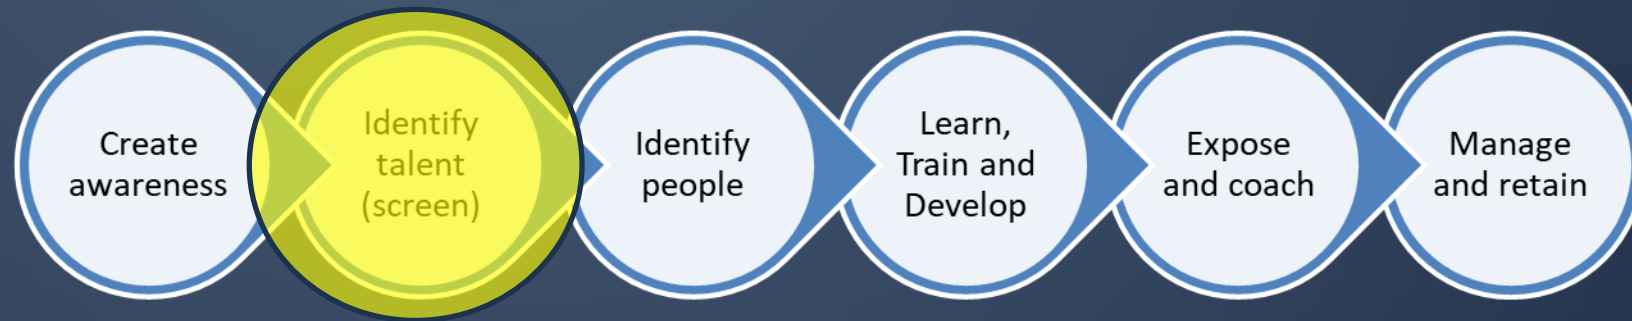 Create
awareness
Identify
talent
(screen)
Identify
people
Learn,
Train and
Develop
Expose
and coach
Manage
and retain